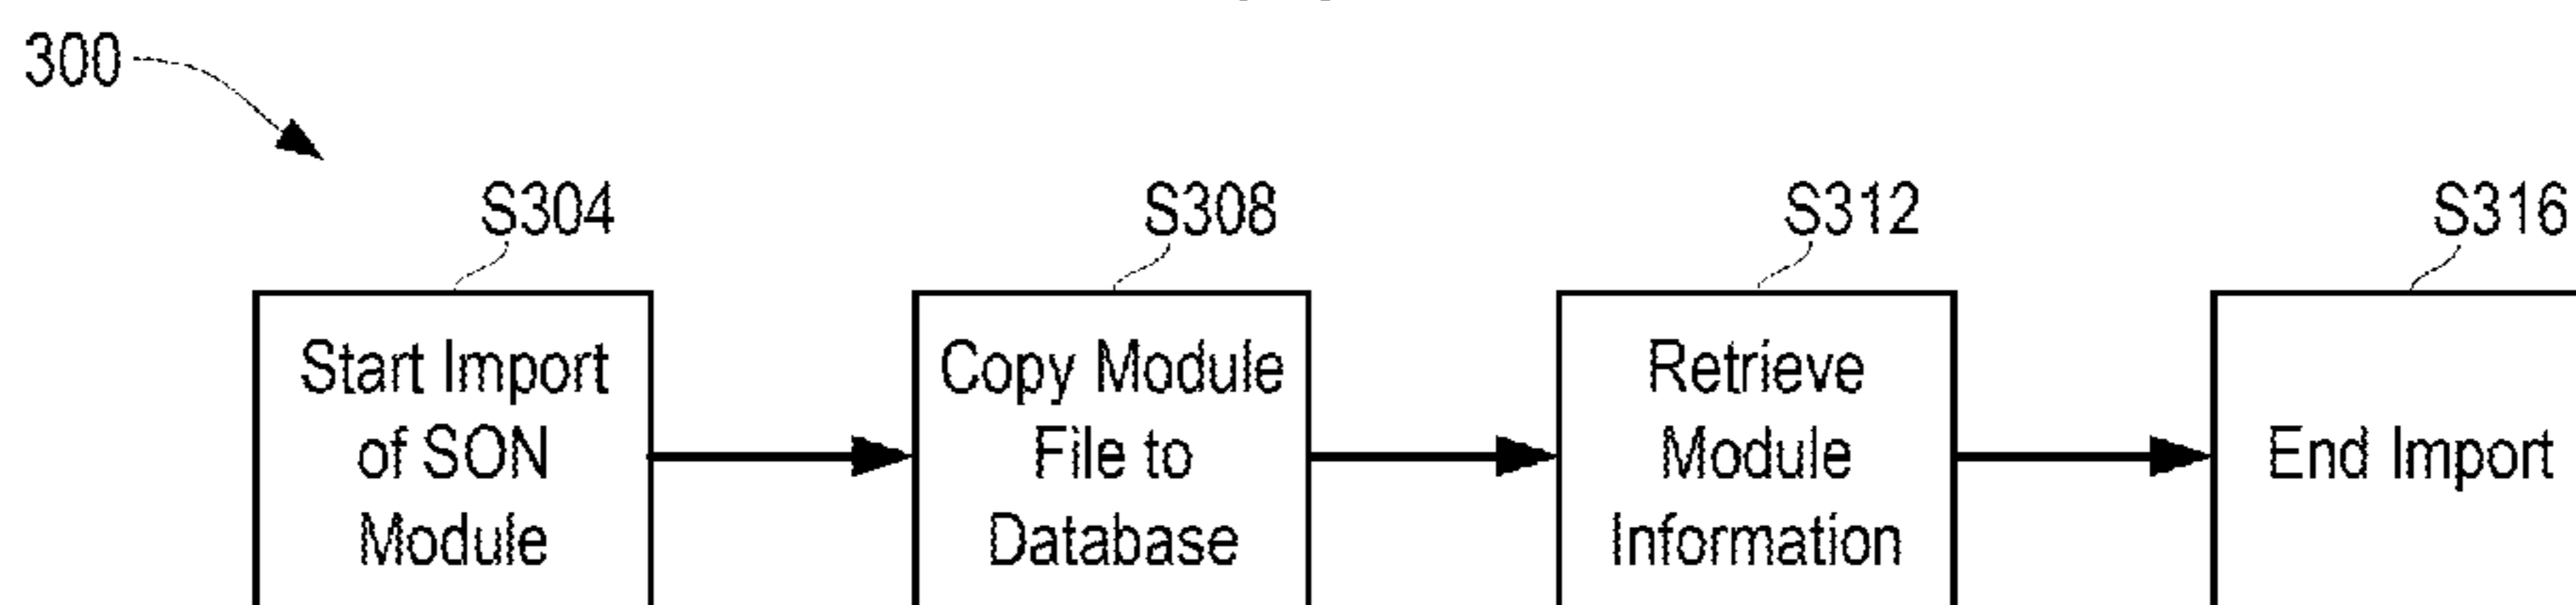 300
S304
S308
S312
S316
Start Import
of SON
Module
Copy Module
File to
Database
Retrieve
Module
Information
End Import